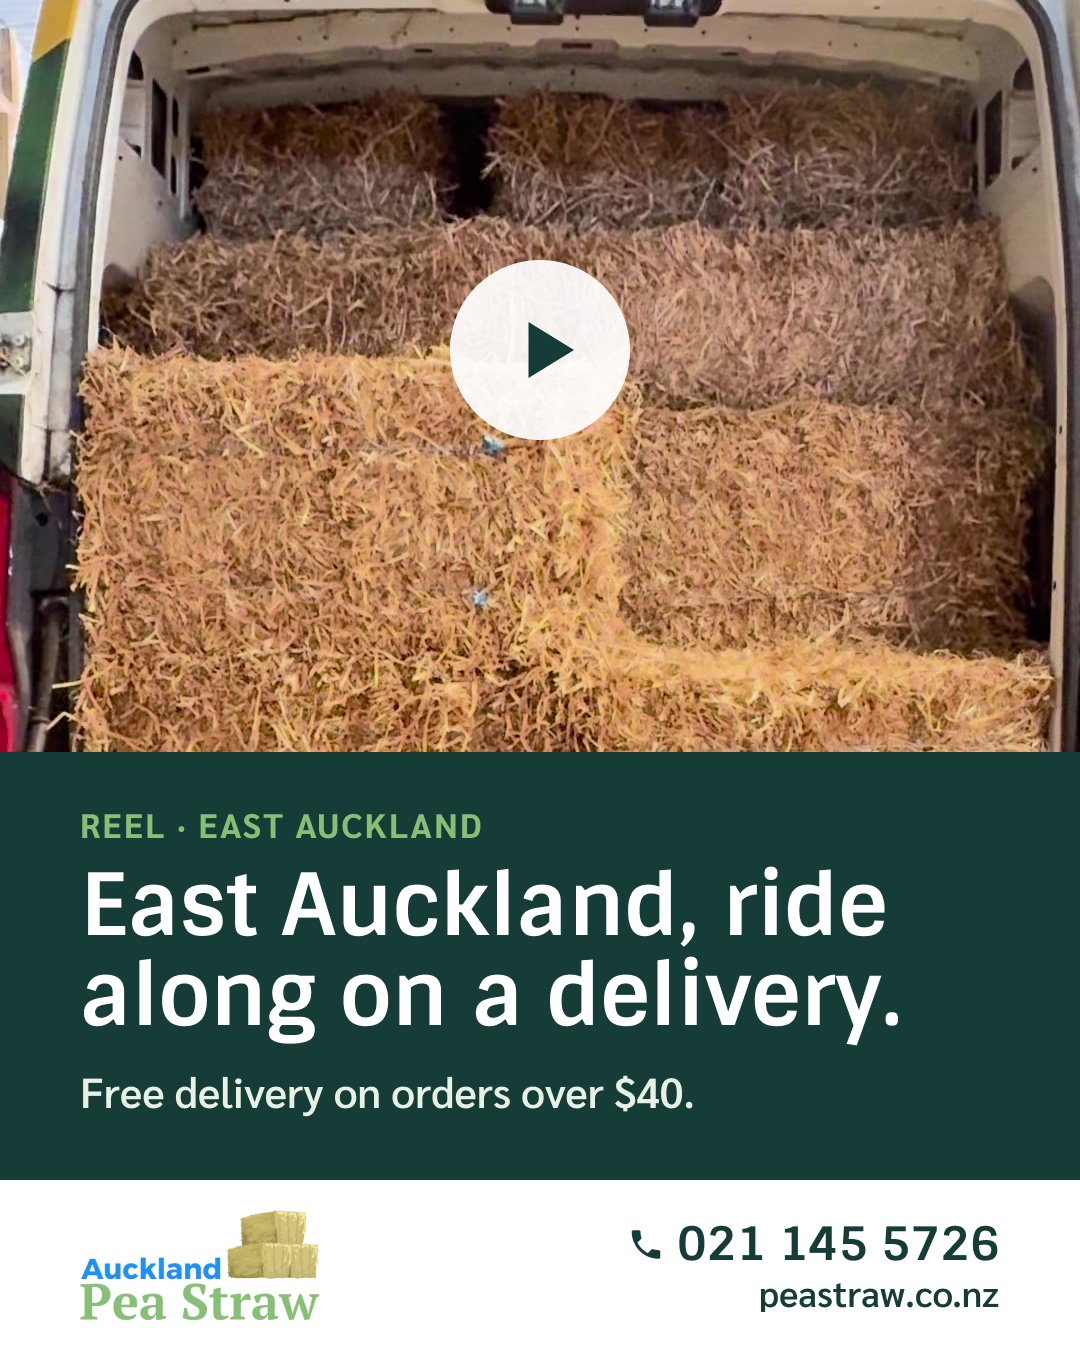 REEL · EAST AUCKLAND
East Auckland, ride
along on a delivery.
Free delivery on orders over $40.
Auckland
Pea Straw
021 145 5726
peastraw.co.nz